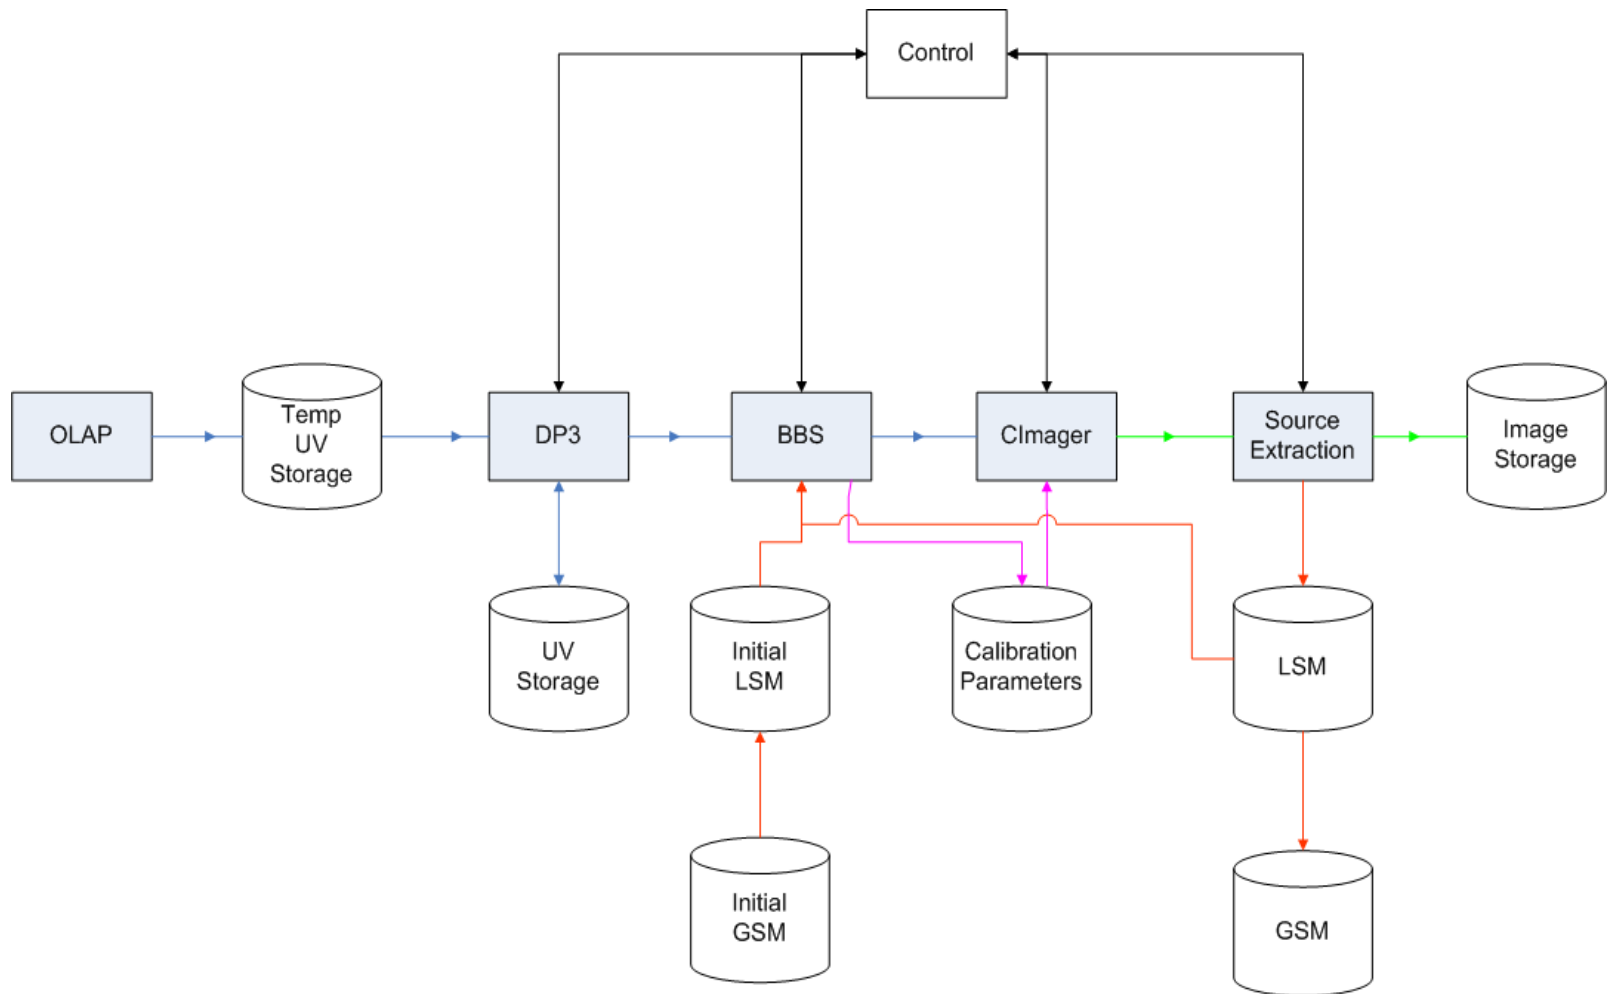 Control
OLAP
Temp
UV
Storage
DP3
BBS
CImager
Source
Extraction
Image
Storage
UV
Storage
Initial
LSM
Calibration
Parameters
LSM
Initial
GSM
GSM